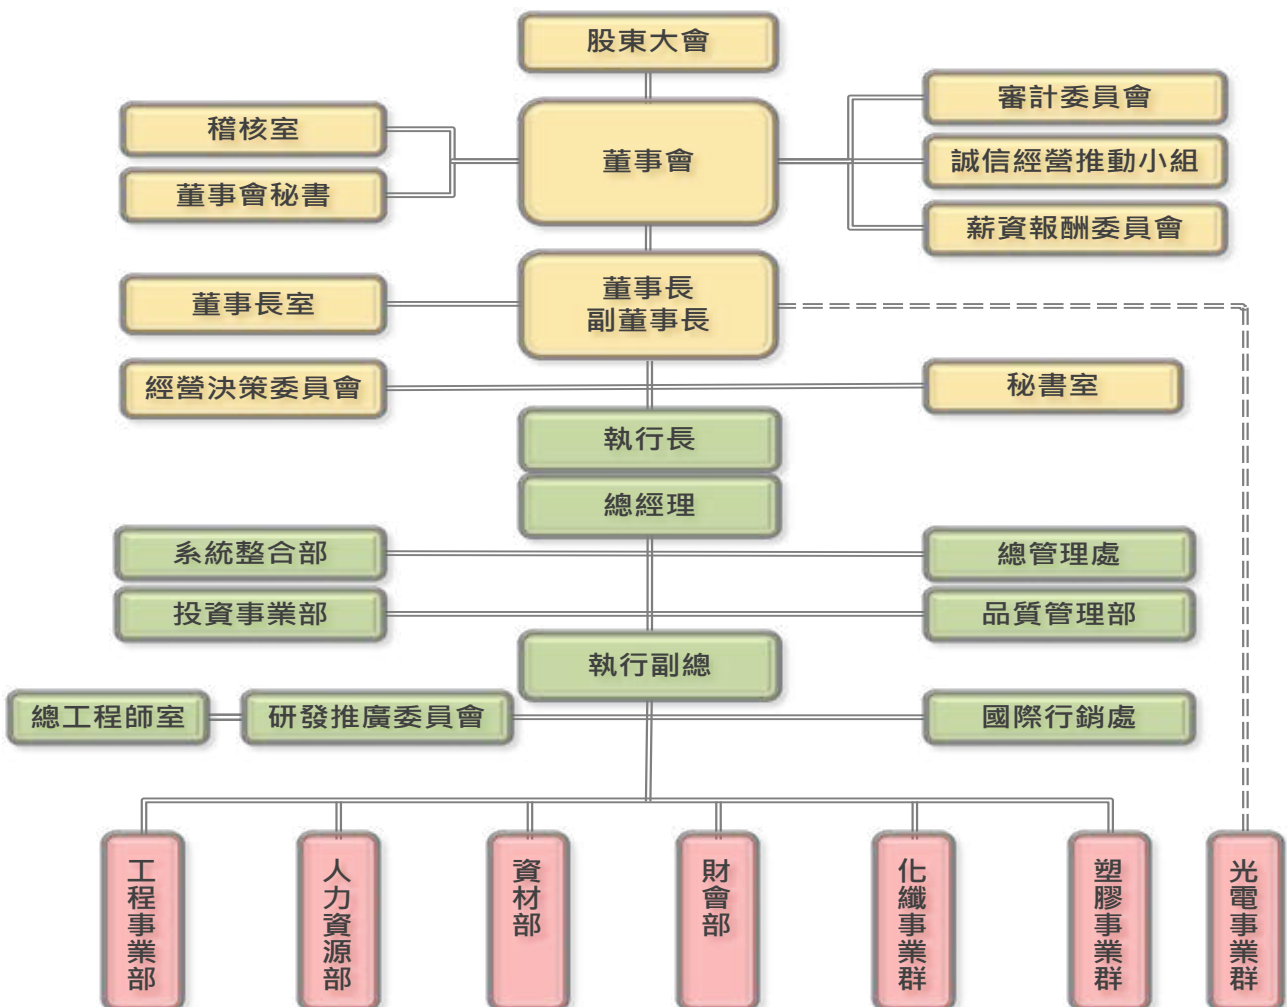 股東大會
稽核室
董事會
審計委員會
誠信經營推動小組
董事會秘書
薪資報酬委員會
董事長室
董事長
副董事長
經營決策委員會
秘書室
執行長
總經理
系統整合部
總管理處
投資事業部
品質管理部
執行副總
總工程師室
研發推廣委員會
國際行銷處
工程事業部
人力資源部
資材部
財會部
化纖事業群
塑膠事業群
光電事業群